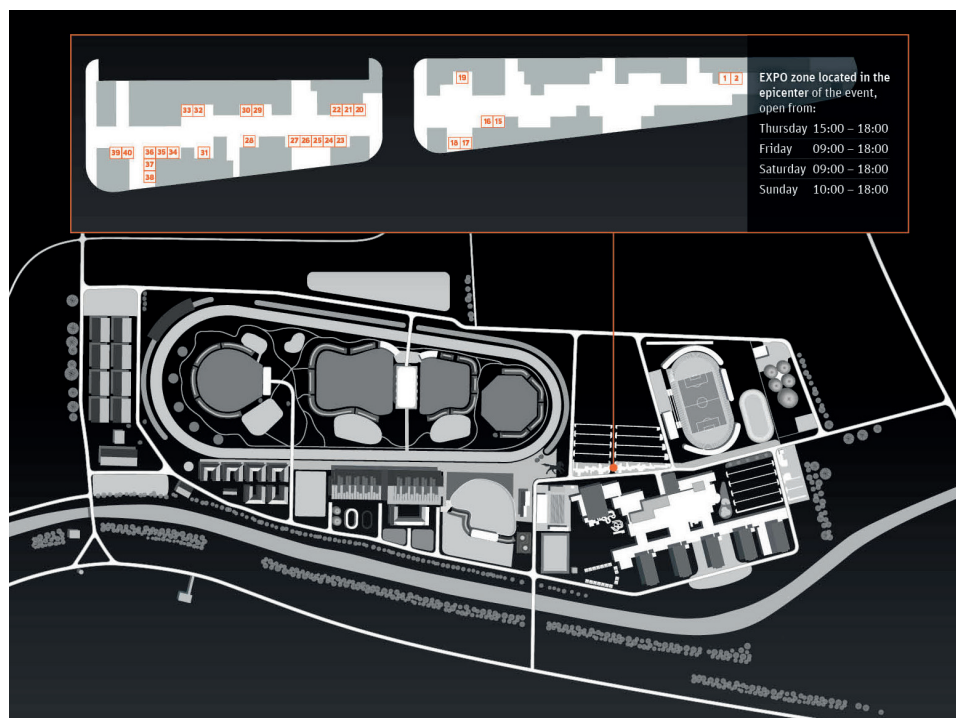 19
1 2
33 32
30 29
22 21 20
16 15
28
27 26 25 24 23
18 17
39 40
36 35 34
31
37
38
EXPO zone located in the
epicenter of the event,
open from:
Thursday 15:00 – 18:00
Friday 09:00 – 18:00
Saturday 09:00 – 18:00
Sunday 10:00 – 18:00